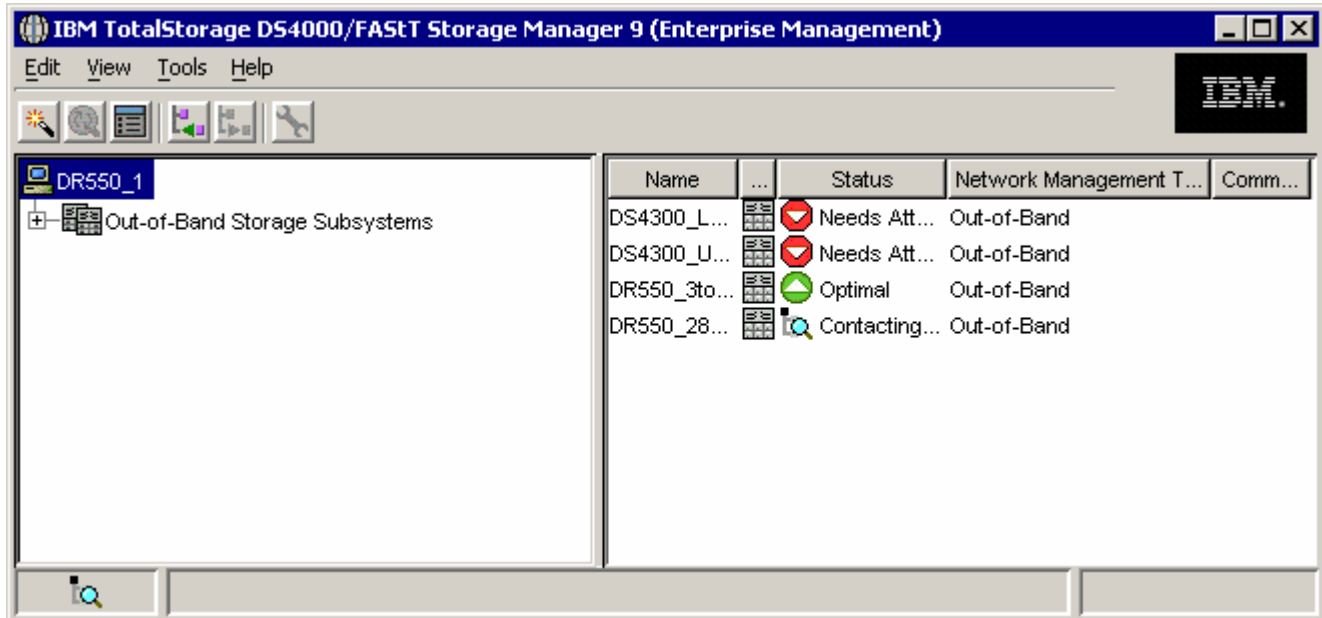 IBM TotalStorage DS4000/FAStT Storage Manager 9 (Enterprise Management)
Edit View Tools Help
IBM.
DR550_1
Out-of-Band Storage Subsystems
Name ... Status Network Management T... Comm...
DS4300_L... Needs Att... Out-of-Band
DS4300_U... Needs Att... Out-of-Band
DR550_3to... Optimal Out-of-Band
DR550_28... Contacting... Out-of-Band